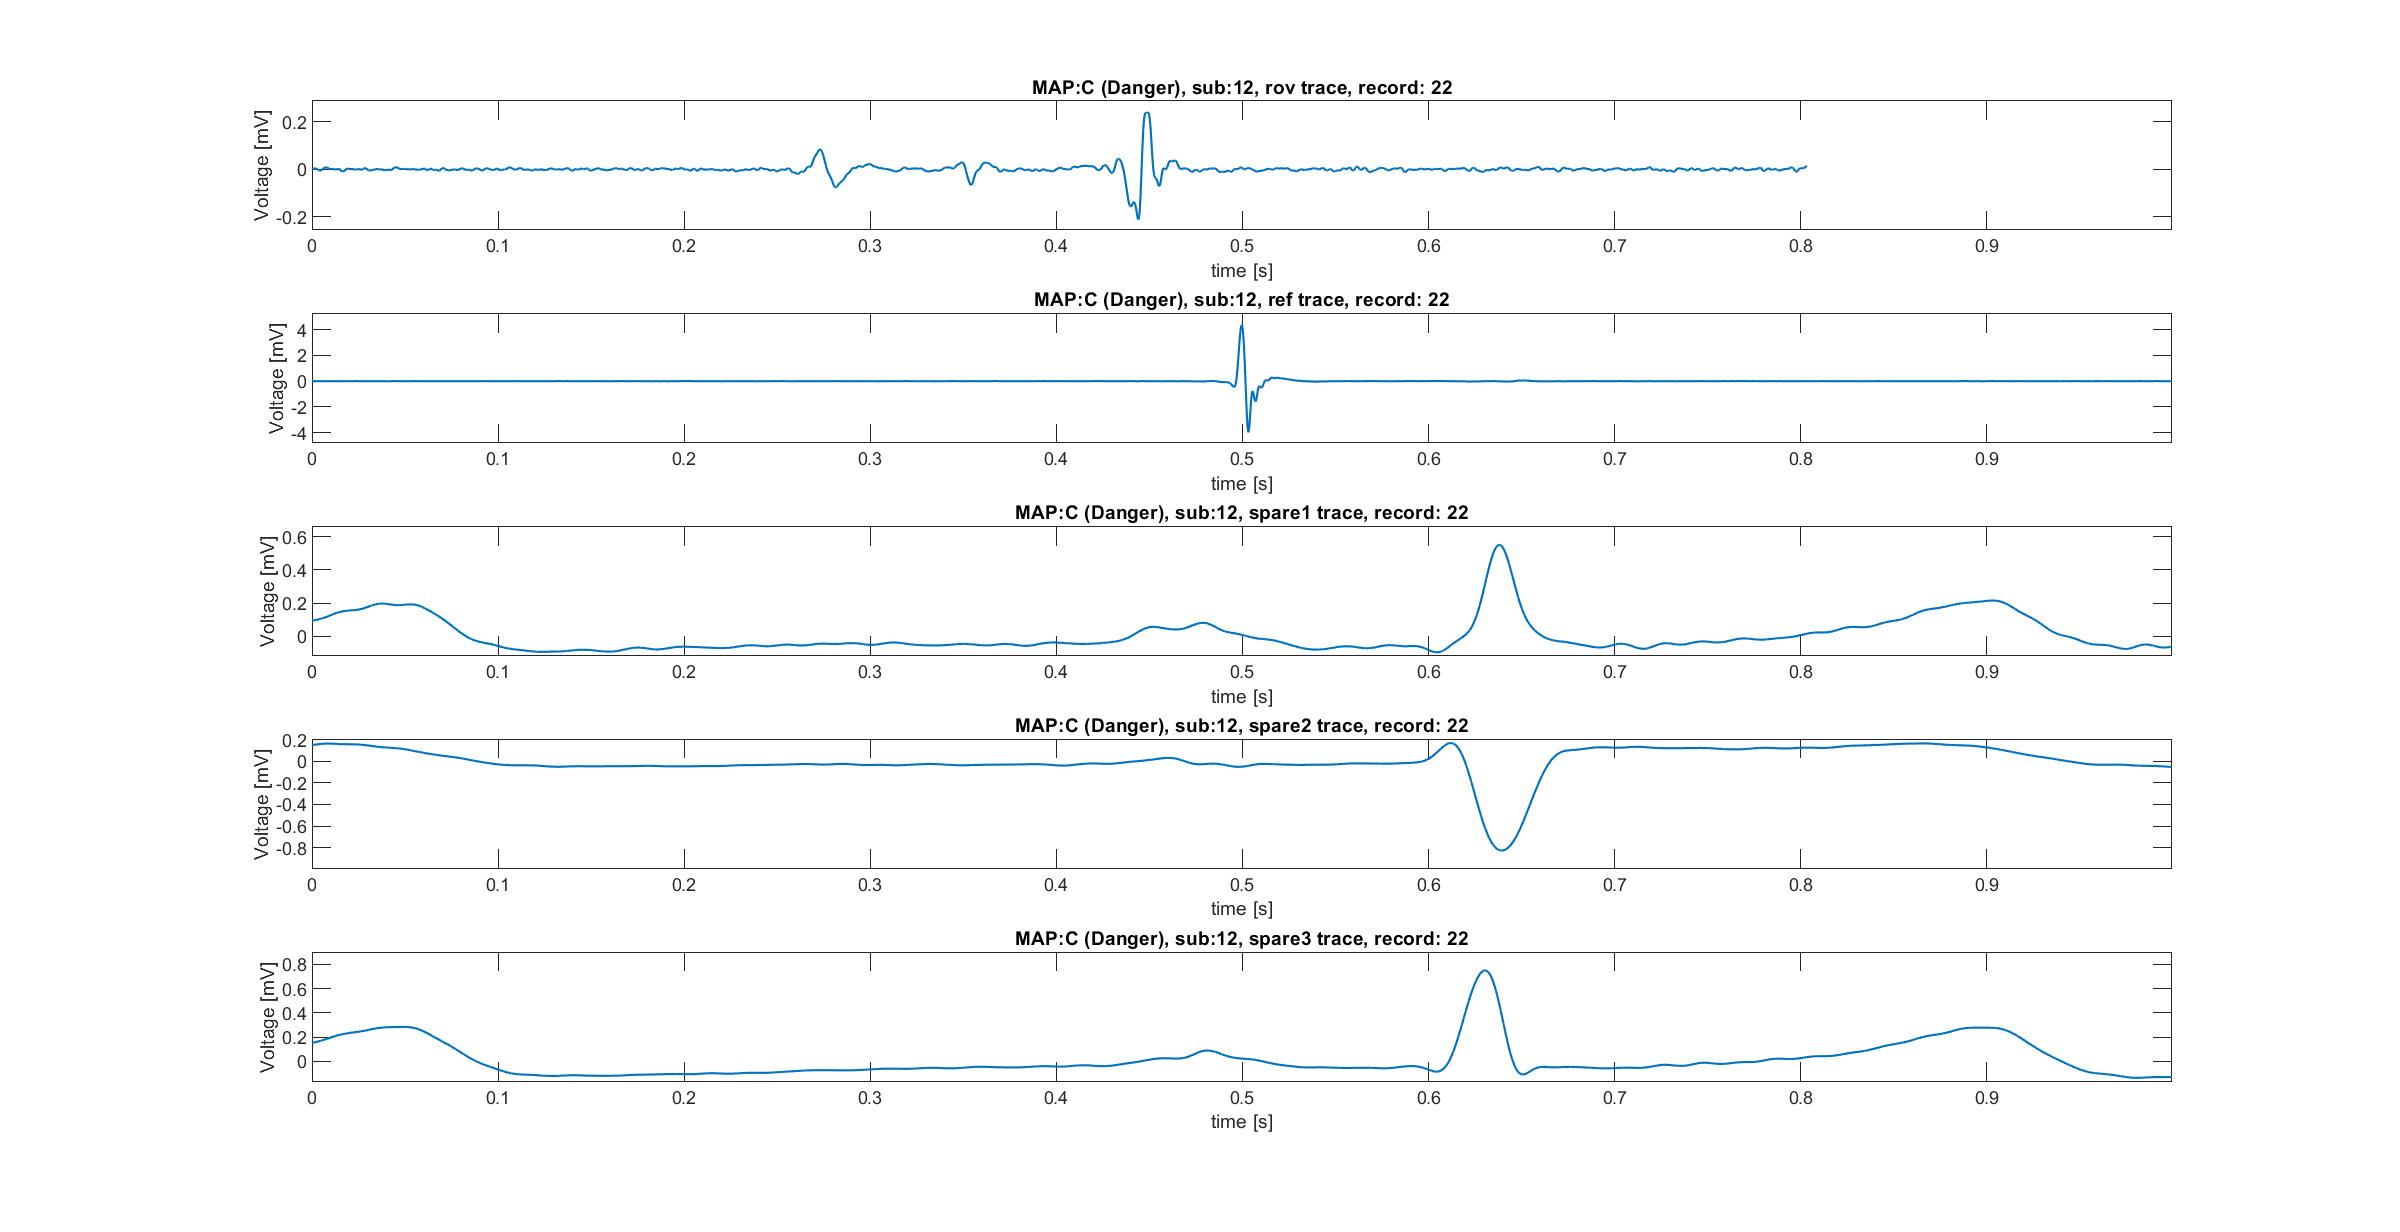 MAP:C (Danger), sub:12, rov trace, record: 22
Voltage [mV]
0.2
0
-0.2
0 0.1 0.2 0.3 0.4 0.5 0.6 0.7 0.8 0.9
time [s]
MAP:C (Danger), sub:12, ref trace, record: 22
Voltage [mV]
4
2
0
-2
-4
0 0.1 0.2 0.3 0.4 0.5 0.6 0.7 0.8 0.9
time [s]
MAP:C (Danger), sub:12, spare1 trace, record: 22
Voltage [mV]
0.6
0.4
0.2
0
0 0.1 0.2 0.3 0.4 0.5 0.6 0.7 0.8 0.9
time [s]
MAP:C (Danger), sub:12, spare2 trace, record: 22
Voltage [mV]
0.2
0
-0.2
-0.4
-0.6
-0.8
0 0.1 0.2 0.3 0.4 0.5 0.6 0.7 0.8 0.9
time [s]
MAP:C (Danger), sub:12, spare3 trace, record: 22
Voltage [mV]
0.8
0.6
0.4
0.2
0
0 0.1 0.2 0.3 0.4 0.5 0.6 0.7 0.8 0.9
time [s]